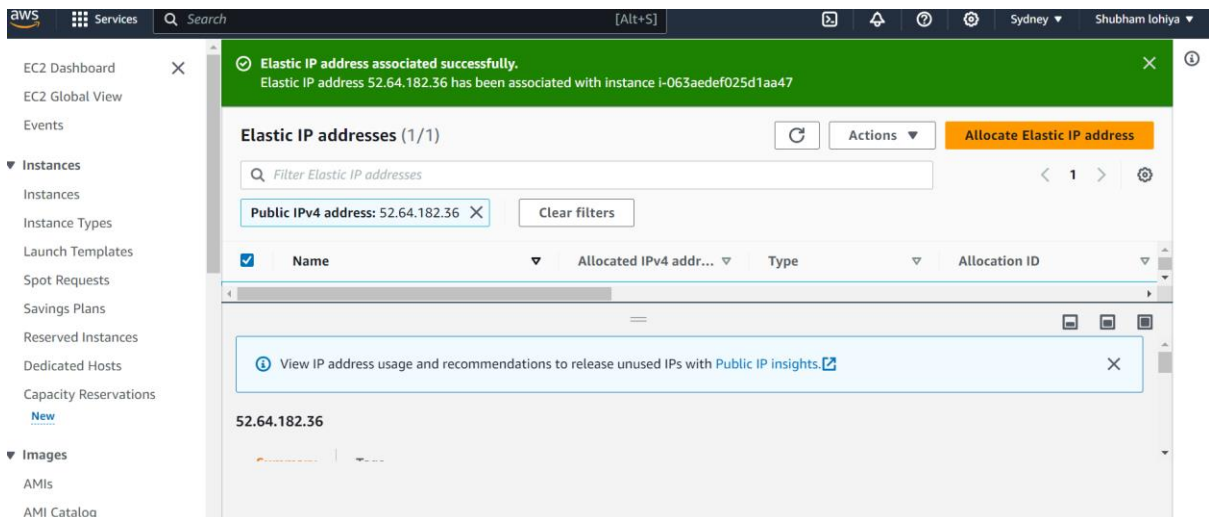 aws Services Search [Alt+S] Sydney Shubham lohiya
EC2 Dashboard
EC2 Global View
Events
Instances
Instances
Instance Types
Launch Templates
Spot Requests
Savings Plans
Reserved Instances
Dedicated Hosts
Capacity Reservations
New
Images
AMIs
AMI Catalog
Elastic IP address associated successfully.
Elastic IP address 52.64.182.36 has been associated with instance i-063aedef025d1aa47
Elastic IP addresses (1/1) Actions Allocate Elastic IP address
Filter Elastic IP addresses 1
Public IPv4 address: 52.64.182.36 Clear filters
Name Allocated IPv4 addr... Type Allocation ID
View IP address usage and recommendations to release unused IPs with Public IP insights.
52.64.182.36